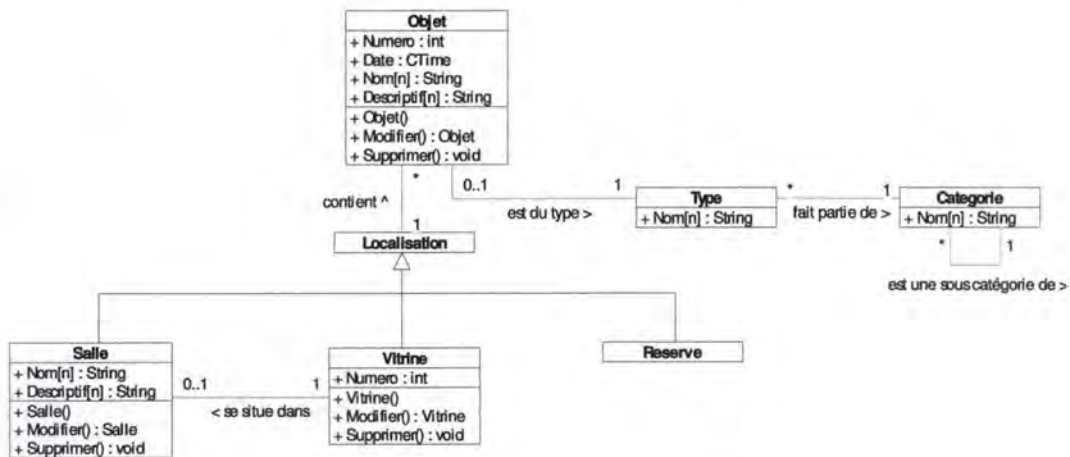 Objet
+ Numero : int
+ Date : CTime
+ Nom[n] : String
+ Descriptif[n] : String
+ Objet()
+ Modifier() : Objet
+ Supprimer() : void
*
0..1
1
est du type >
contient ^
1
Type
+ Nom[n] : String
*
1
fait partie de >
Categorie
+ Nom[n] : String
*
1
est une sous catégorie de >
Localisation
Salle
+ Nom[n] : String
+ Descriptif[n] : String
+ Salle()
+ Modifier() : Salle
+ Supprimer() : void
0..1
1
< se situe dans
Vitrine
+ Numero : int
+ Vitrine()
+ Modifier() : Vitrine
+ Supprimer() : void
Reserve